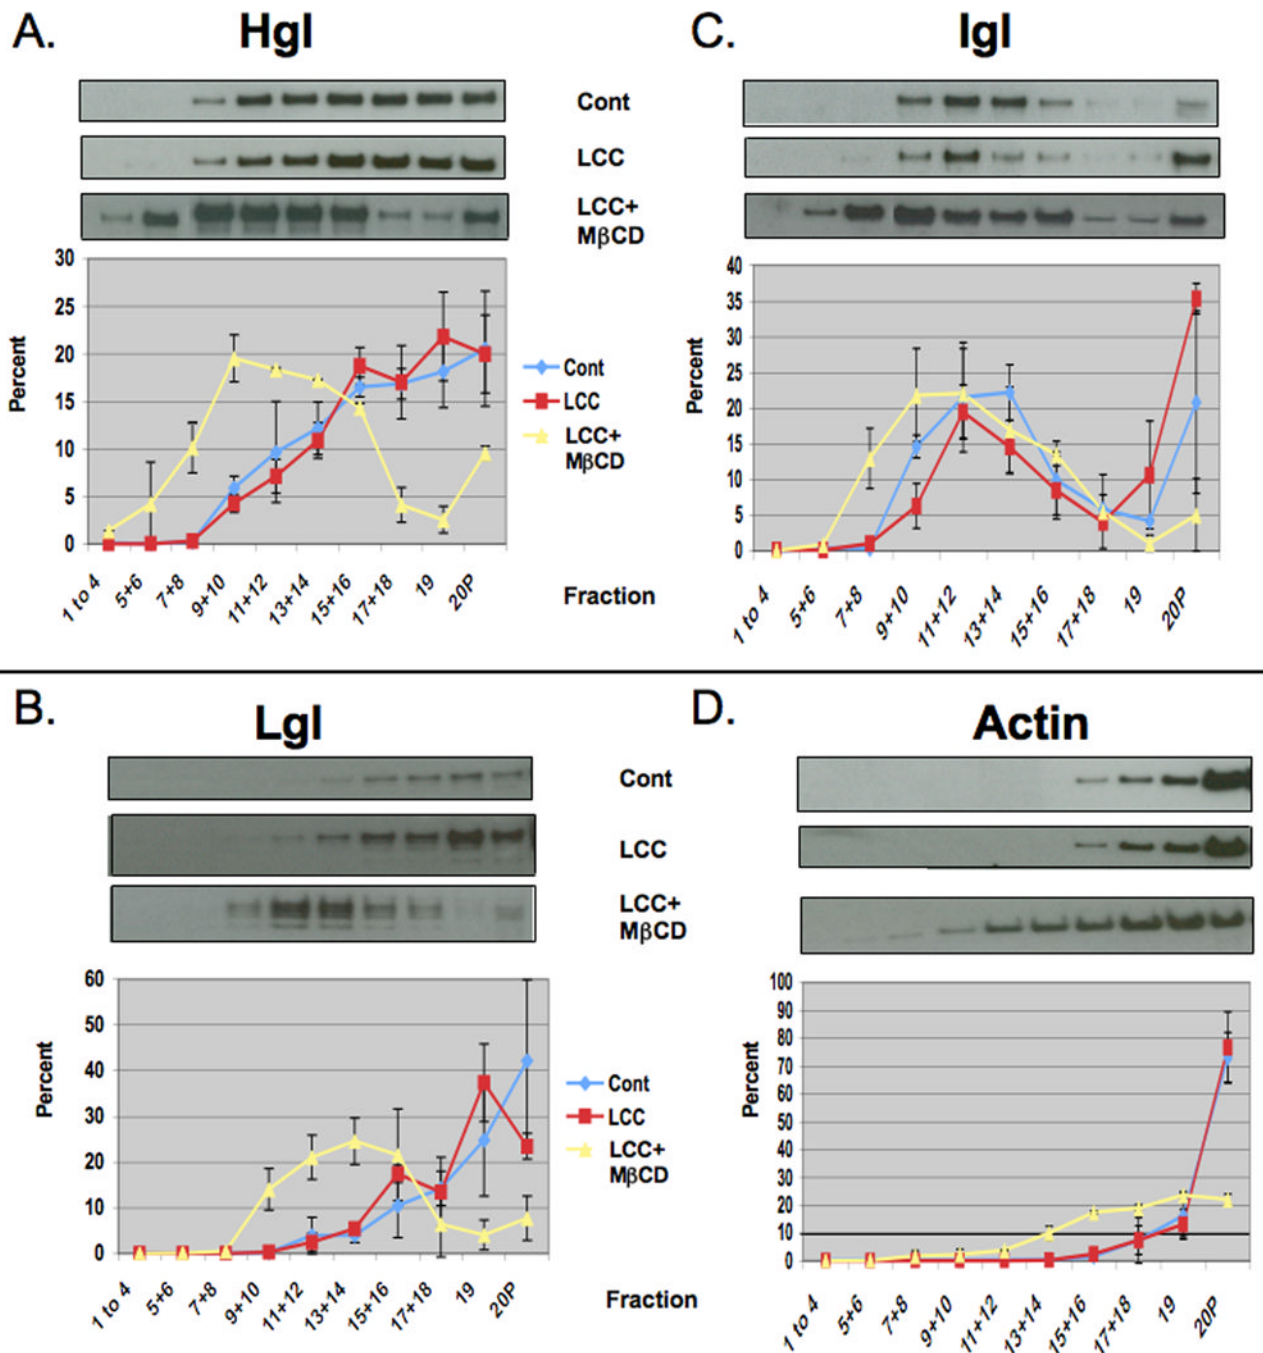 A.
Hgl
Cont
LCC
LCC+
MβCD
30
25
20
15
10
5
0
Percent
1 to 4
5+6
7+8
9+10
11+12
13+14
15+16
17+18
19
20P
Cont
LCC
LCC+
MβCD
Fraction
C.
Igl
40
35
30
25
20
15
10
5
0
Percent
1 to 4
5+6
7+8
9+10
11+12
13+14
15+16
17+18
19
20P
B.
Lgl
Cont
LCC
LCC+
MβCD
60
50
40
30
20
10
0
Percent
1 to 4
5+6
7+8
9+10
11+12
13+14
15+16
17+18
19
20P
Cont
LCC
LCC+
MβCD
Fraction
D.
Actin
100
90
80
70
60
50
40
30
20
10
0
Percent
1 to 4
5+6
7+8
9+10
11+12
13+14
15+16
17+18
19
20P